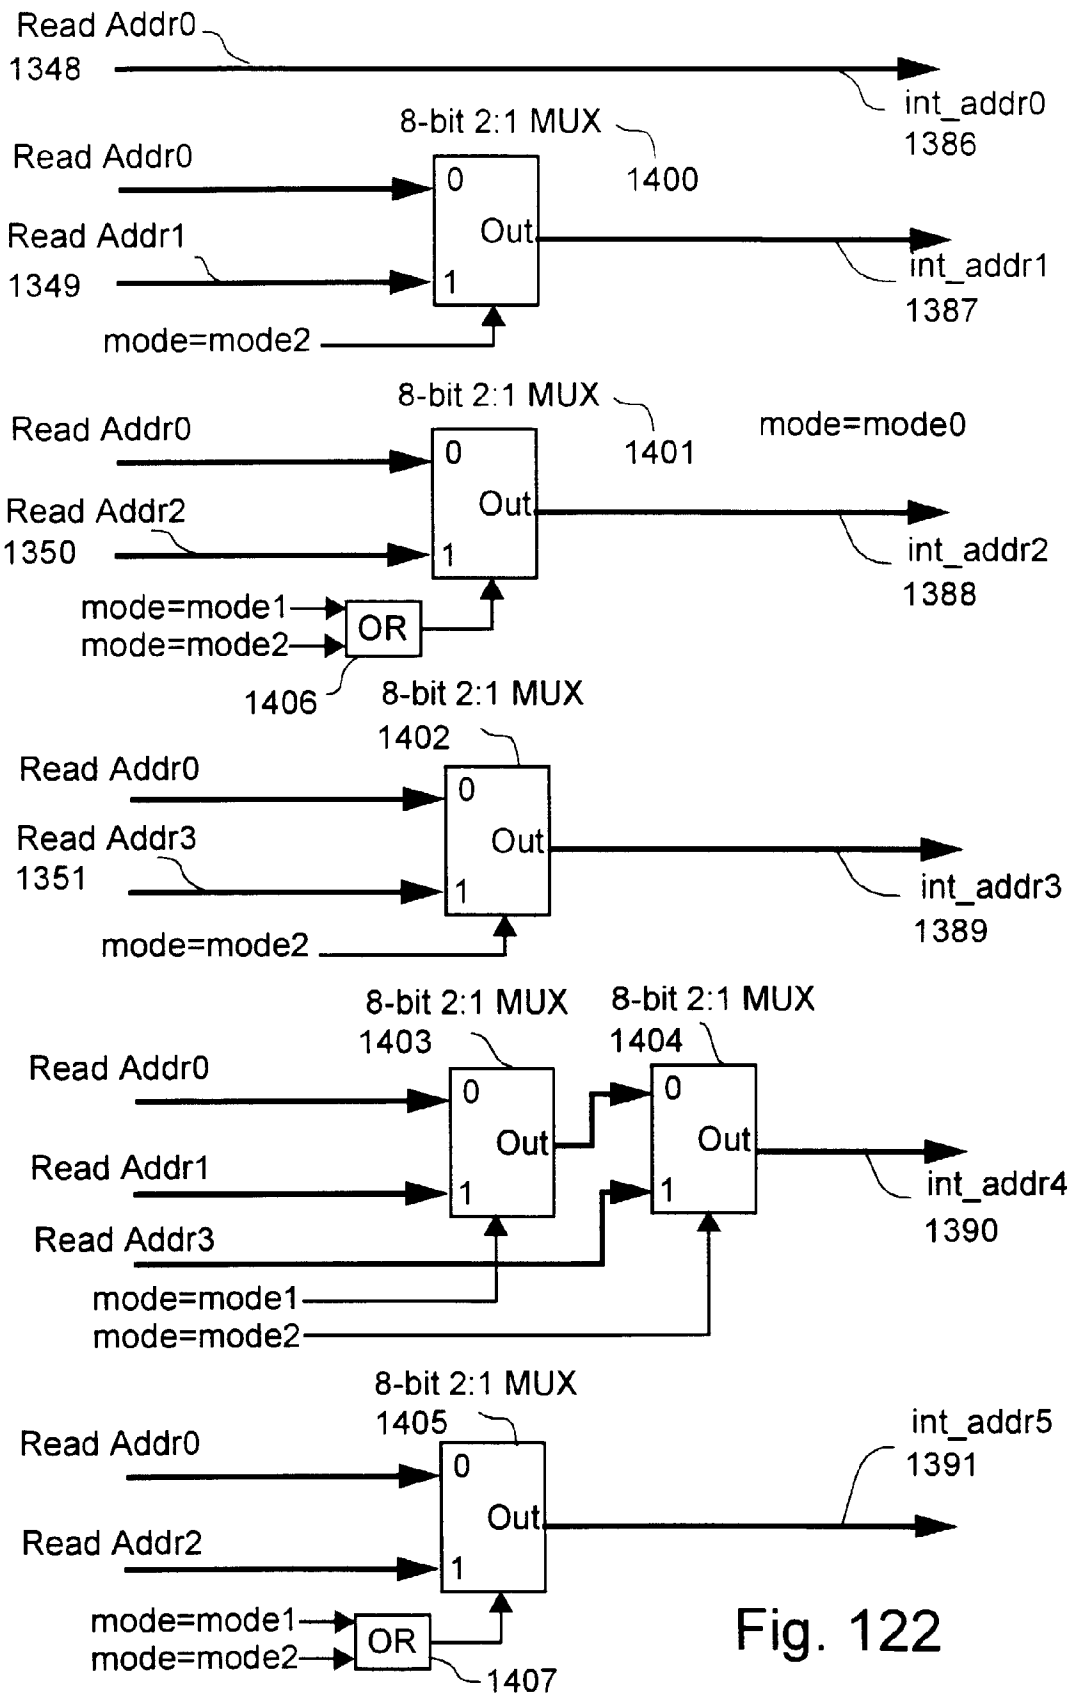 Read Addr0
1348
int_addr0
1386
8-bit 2:1 MUX
1400
Read Addr0
0
Out
Read Addr1
1349
1
int_addr1
1387
mode=mode2
8-bit 2:1 MUX
1401
mode=mode0
Read Addr0
0
Out
Read Addr2
1350
1
int_addr2
1388
mode=mode1
mode=mode2
OR
1406
8-bit 2:1 MUX
1402
Read Addr0
0
Out
Read Addr3
1351
1
int_addr3
1389
mode=mode2
8-bit 2:1 MUX
1403
8-bit 2:1 MUX
1404
Read Addr0
0
Out
0
Out
Read Addr1
1
1
int_addr4
1390
Read Addr3
mode=mode1
mode=mode2
8-bit 2:1 MUX
1405
int_addr5
1391
Read Addr0
0
Out
Read Addr2
1
mode=mode1
mode=mode2
OR
1407
Fig. 122